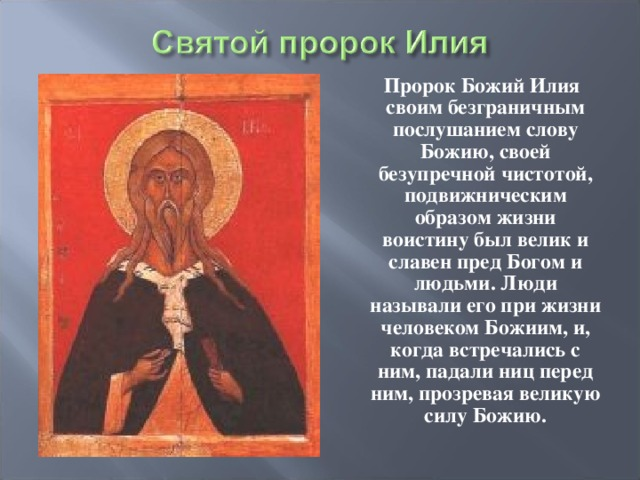 Святой пророк Илия
Пророк Божий Илия
своим безграничным
послушанием слову
Божию, своей
безупречной чистотой,
подвижническим
образом жизни
воистину был велик и
славен пред Богом и
людьми. Люди
называли его при жизни
человеком Божиим, и,
когда встречались с
ним, падали ниц перед
ним, прозревая великую
силу Божию.